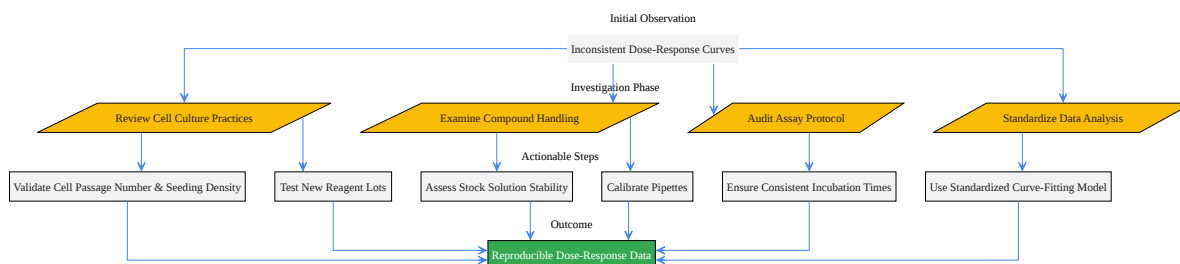 Initial Observation
Inconsistent Dose-Response Curves
Investigation Phase
Review Cell Culture Practices
Examine Compound Handling
Audit Assay Protocol
Standardize Data Analysis
Actionable Steps
Validate Cell Passage Number & Seeding Density
Test New Reagent Lots
Assess Stock Solution Stability
Calibrate Pipettes
Ensure Consistent Incubation Times
Use Standardized Curve-Fitting Model
Outcome
Reproducible Dose-Response Data